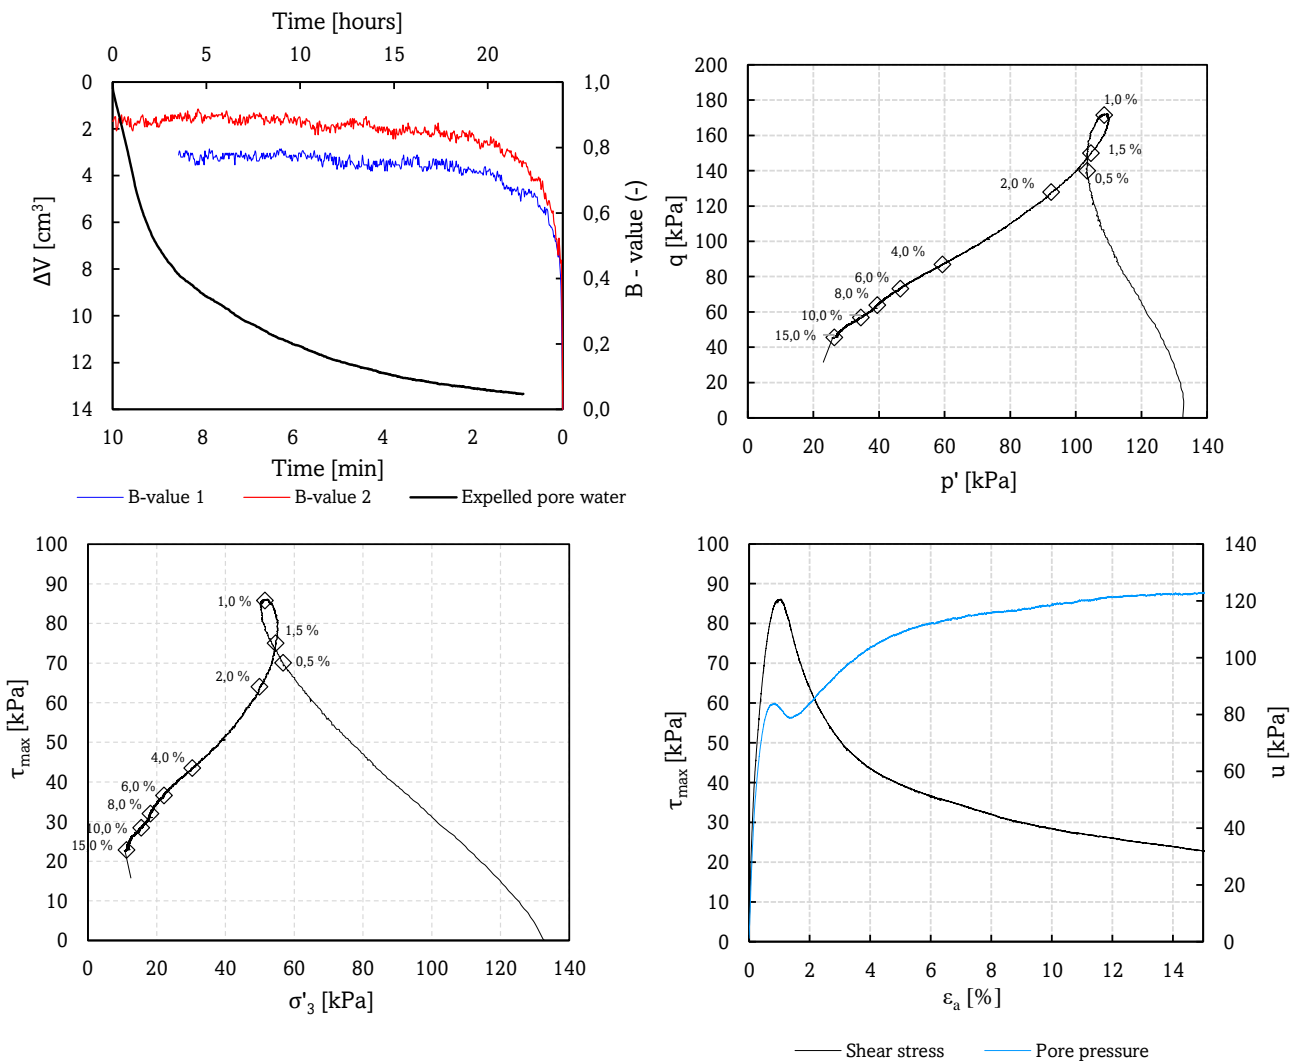 Time [hours]
0 5 10 15 20
0 2 4 6 8 10 12 14
ΔV [cm³]
1,0 0,8 0,6 0,4 0,2 0,0
B - value (-)
10 8 6 4 2 0
Time [min]
B-value 1 B-value 2 Expelled pore water
200 180 160 140 120 100 80 60 40 20 0
q [kPa]
1,0 %
1,5 %
0,5 %
2,0 %
4,0 %
6,0 %
8,0 %
10,0 %
15,0 %
0 20 40 60 80 100 120 140
p' [kPa]
100 90 80 70 60 50 40 30 20 10 0
τmax [kPa]
1,0 %
1,5 %
0,5 %
2,0 %
4,0 %
6,0 %
8,0 %
10,0 %
15,0 %
0 20 40 60 80 100 120 140
σ'3 [kPa]
100 90 80 70 60 50 40 30 20 10 0
τmax [kPa]
140 120 100 80 60 40 20 0
u [kPa]
0 2 4 6 8 10 12 14
εa [%]
Shear stress Pore pressure